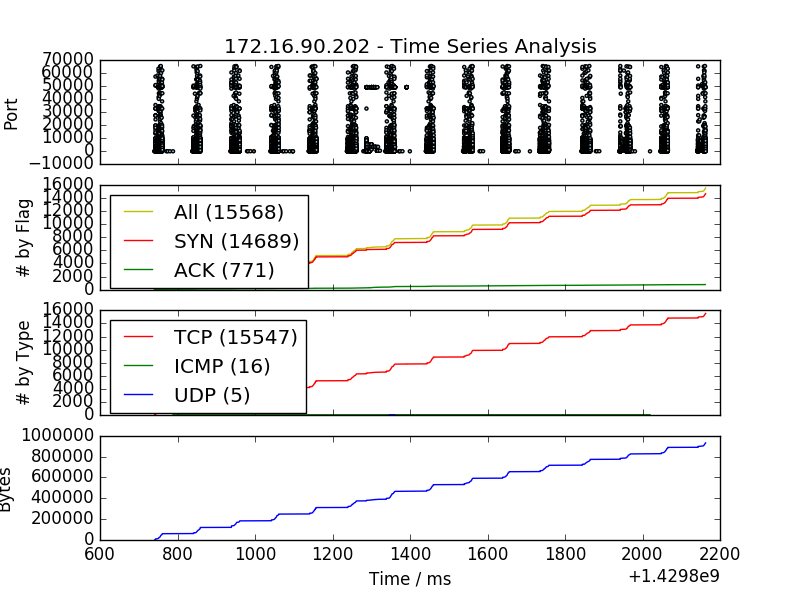 172.16.90.202 - Time Series Analysis
Port
70000
60000
50000
40000
30000
20000
10000
0
−10000
# by Flag
16000
14000
12000
10000
8000
6000
4000
2000
0
All (15568)
SYN (14689)
ACK (771)
# by Type
16000
14000
12000
10000
8000
6000
4000
2000
0
TCP (15547)
ICMP (16)
UDP (5)
Bytes
1000000
800000
600000
400000
200000
0
600 800 1000 1200 1400 1600 1800 2000 2200
Time / ms
+1.4298e9